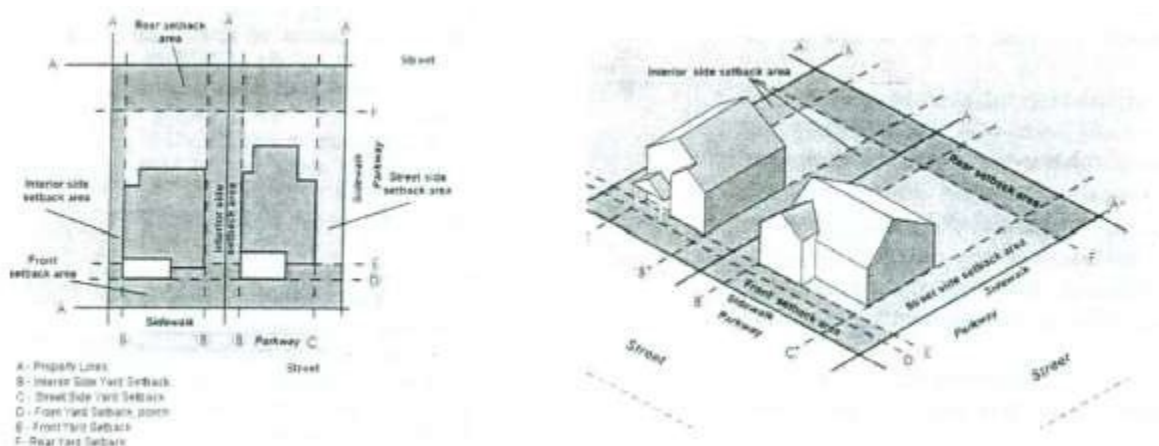 A A A
Rear setback
area
A Street
F
Sidewalk
Parkway
Interior side
setback area
Interior side
setback area
Street side
setback area
Front
setback area
E
D
A
Sidewalk
B B B Parkway C
Street
A - Property Lines
B - Interior Side Yard Setback
C - Street Side Yard Setback
D - Front Yard Setback, porch
E - Front Yard Setback
F - Rear Yard Setback
A A
Interior side setback area
A
Rear setback area
A
F
Street side setback area
Sidewalk
Parkway
Front setback area
Sidewalk
Parkway
B
B
C
D
E
Street
Street